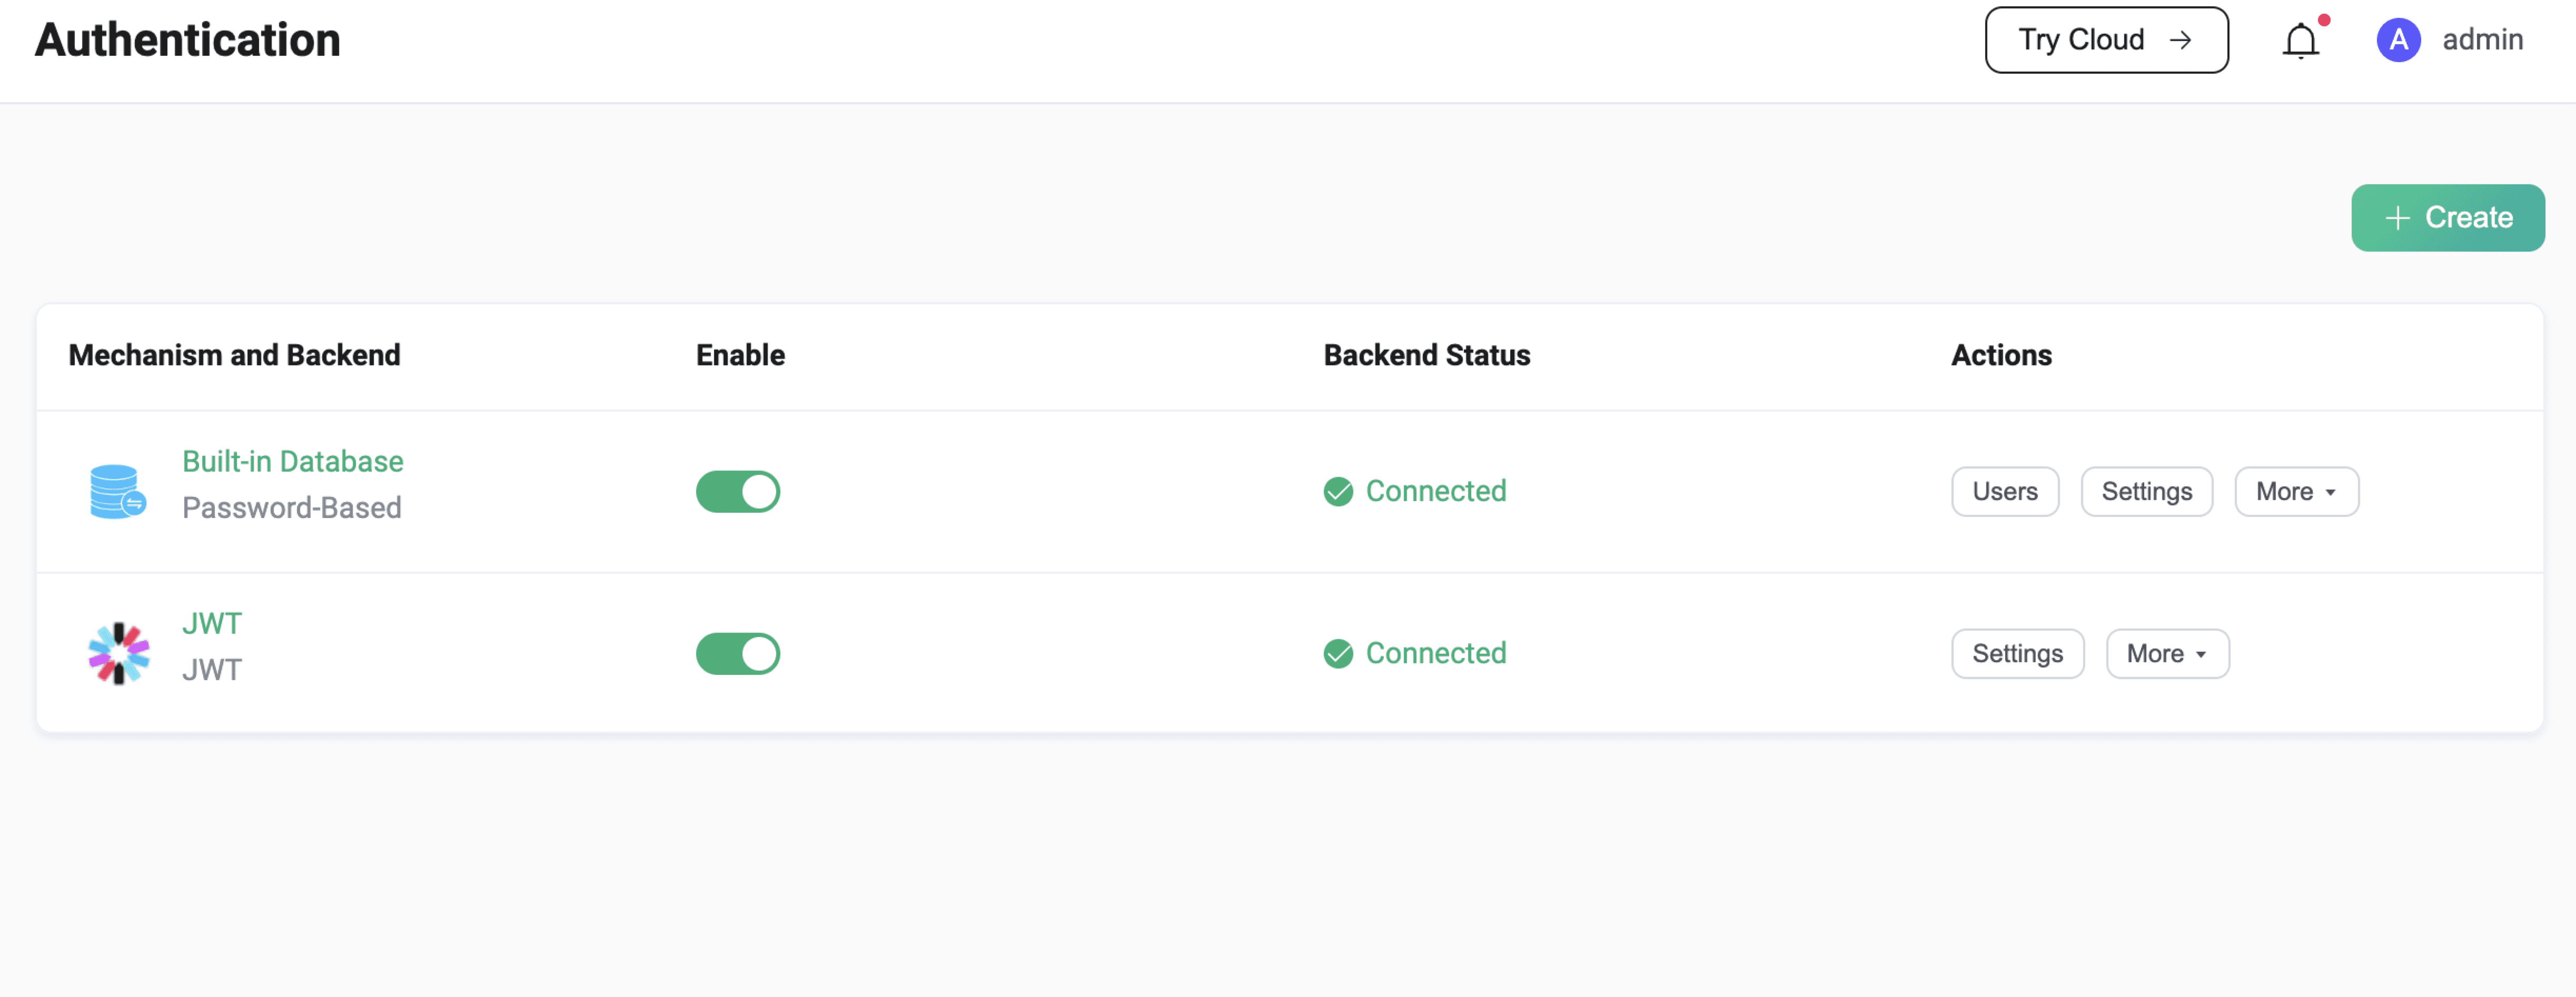 Authentication
Try Cloud →
A admin
+ Create
Mechanism and Backend Enable Backend Status Actions
Built-in Database
Password-Based
Connected
Users Settings More
JWT
JWT
Connected
Settings More